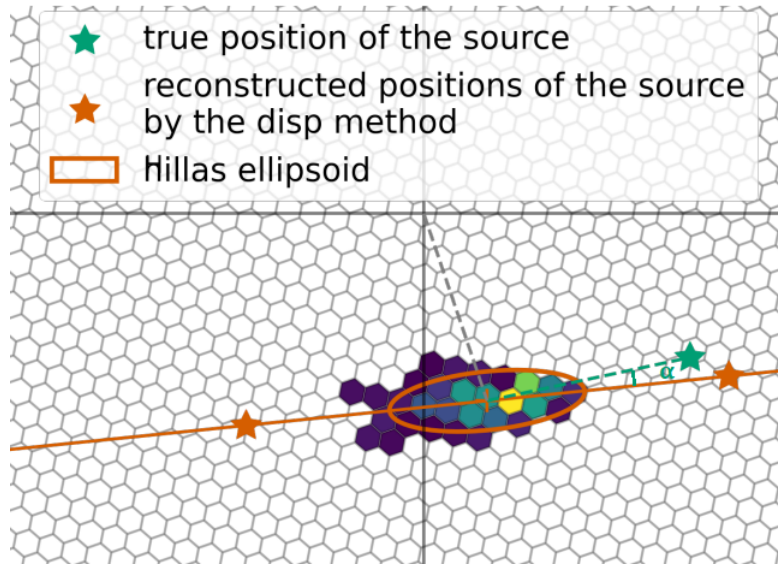 true position of the source
reconstructed positions of the source
by the disp method
Hillas ellipsoid
α